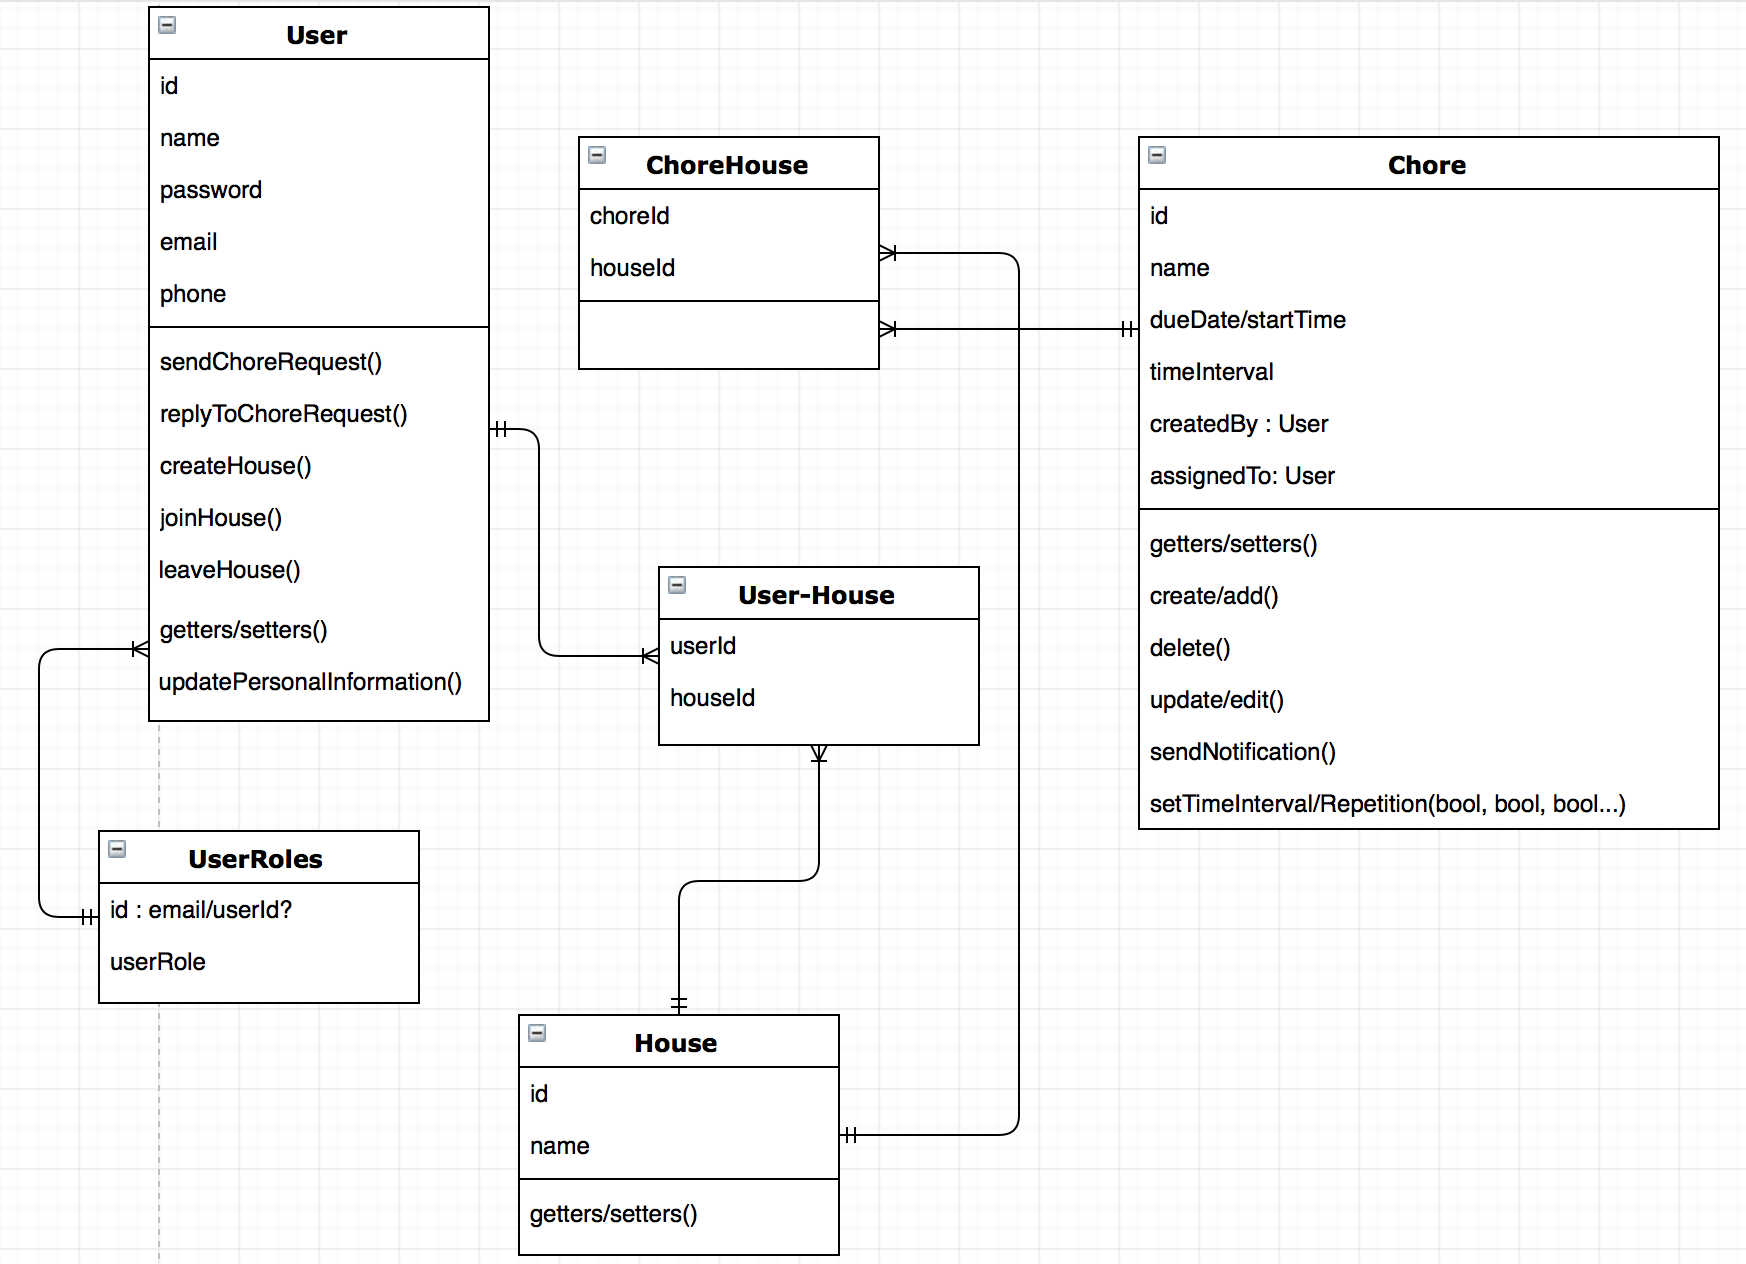 User
id
name
password
email
phone
sendChoreRequest()
replyToChoreRequest()
createHouse()
joinHouse()
leaveHouse()
getters/setters()
updatePersonalInformation()
ChoreHouse
choreId
houseId
Chore
id
name
dueDate/startTime
timeInterval
createdBy : User
assignedTo: User
getters/setters()
create/add()
delete()
update/edit()
sendNotification()
setTimeInterval/Repetition(bool, bool, bool...)
User-House
userId
houseId
UserRoles
id : email/userId?
userRole
House
id
name
getters/setters()